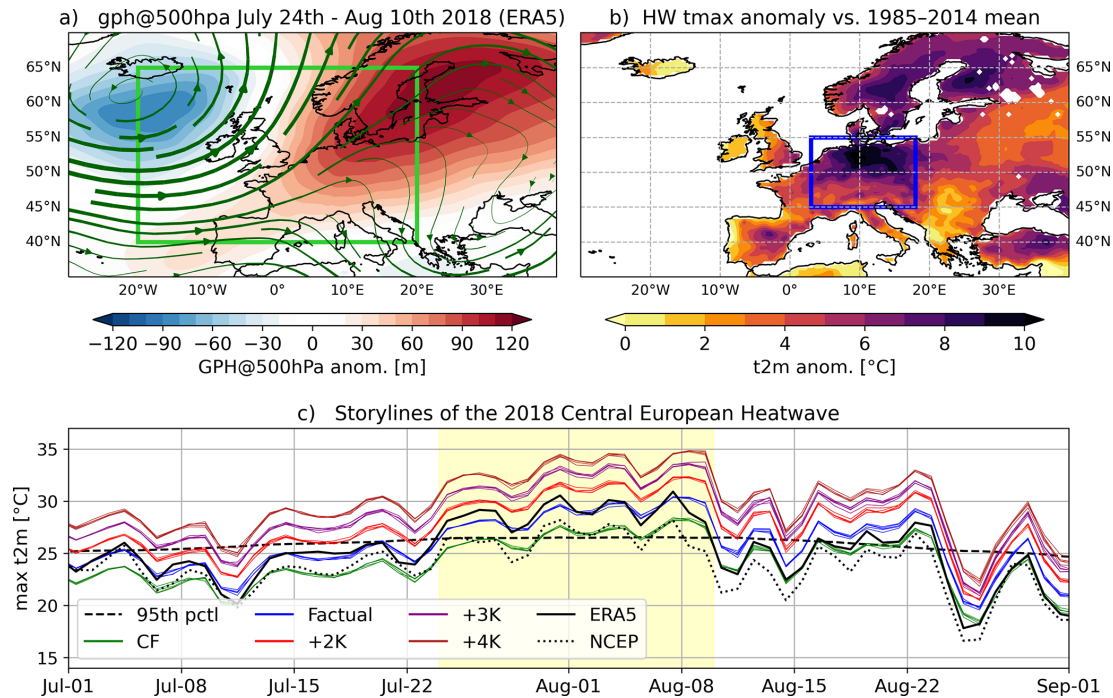 a)   gph@500hpa July 24th - Aug 10th 2018 (ERA5)
b)   HW tmax anomaly vs. 1985–2014 mean
65°N
60°N
55°N
50°N
45°N
40°N
20°W 10°W 0° 10°E 20°E 30°E
65°N
60°N
55°N
50°N
45°N
40°N
20°W 10°W 0° 10°E 20°E 30°E
−120 −90 −60 −30 0 30 60 90 120
GPH@500hPa anom. [m]
0 2 4 6 8 10
t2m anom. [°C]
c)   Storylines of the 2018 Central European Heatwave
max t2m [°C]
35
30
25
20
15
95th pctl Factual +3K ERA5
CF +2K +4K NCEP
Jul-01 Jul-08 Jul-15 Jul-22 Aug-01 Aug-08 Aug-15 Aug-22 Sep-01